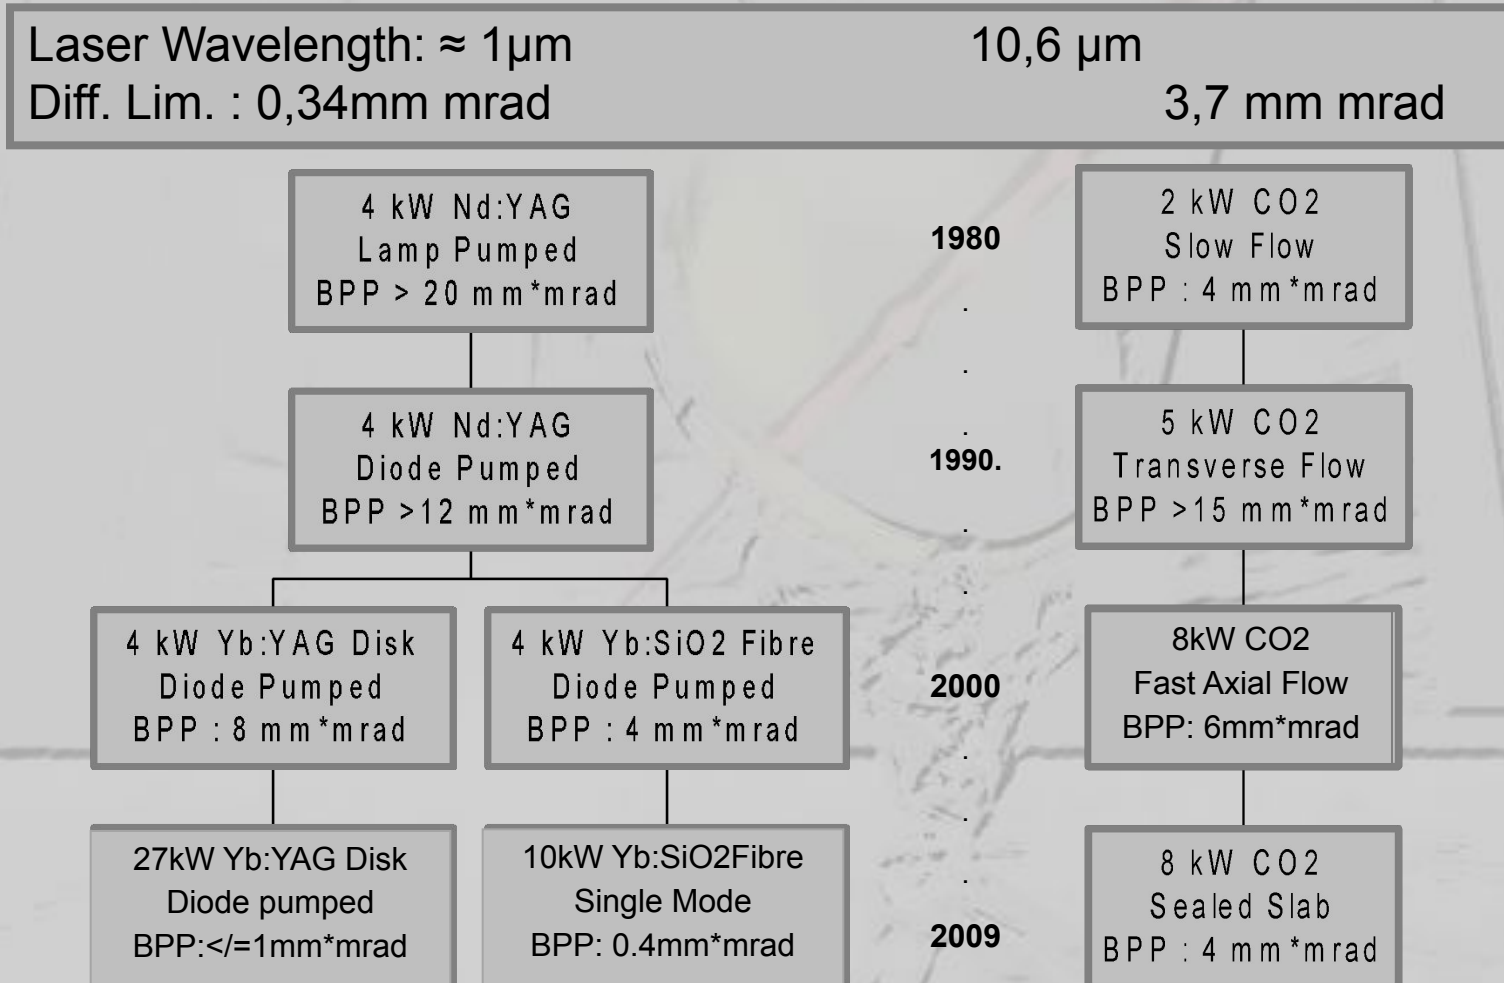 Laser Wavelength: ≈ 1µm 10,6 µm
Diff. Lim. : 0,34mm mrad 3,7 mm mrad
4 kW Nd:YAG
Lamp Pumped
BPP > 20 mm*mrad
1980
2 kW CO2
Slow Flow
BPP : 4 mm*mrad
.
.
4 kW Nd:YAG
Diode Pumped
BPP >12 mm*mrad
.
1990.
.
5 kW CO2
Transverse Flow
BPP >15 mm*mrad
.
4 kW Yb:YAG Disk
Diode Pumped
BPP : 8 mm*mrad
4 kW Yb:SiO2 Fibre
Diode Pumped
BPP : 4 mm*mrad
2000
8kW CO2
Fast Axial Flow
BPP: 6mm*mrad
.
.
27kW Yb:YAG Disk
Diode pumped
BPP:</=1mm*mrad
10kW Yb:SiO2Fibre
Single Mode
BPP: 0.4mm*mrad
.
2009
8 kW CO2
Sealed Slab
BPP : 4 mm*mrad